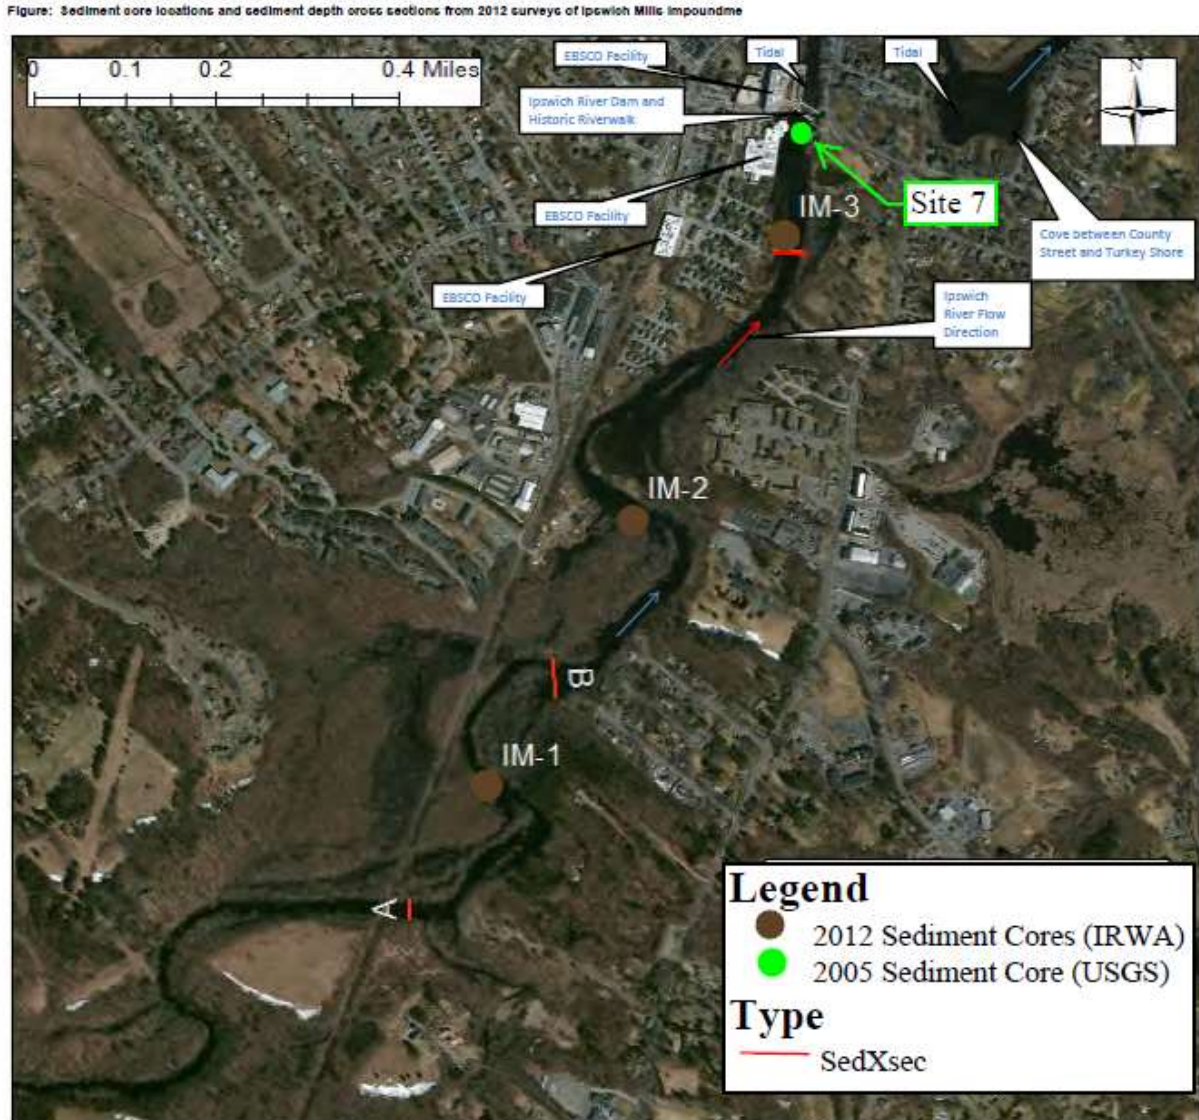 Figure: Sediment core locations and sediment depth cross sections from 2012 surveys of Ipswich Mills Impoundme
0 0.1 0.2 0.4 Miles
EBSCO Facility
Tidal
Tidal
N
Ipswich River Dam and
Historic Riverwalk
Site 7
IM-3
EBSCO Facility
Cove between County
Street and Turkey Shore
EBSCO Facility
Ipswich
River Flow
Direction
IM-2
B
IM-1
A
Legend
2012 Sediment Cores (IRWA)
2005 Sediment Core (USGS)
Type
SedXsec